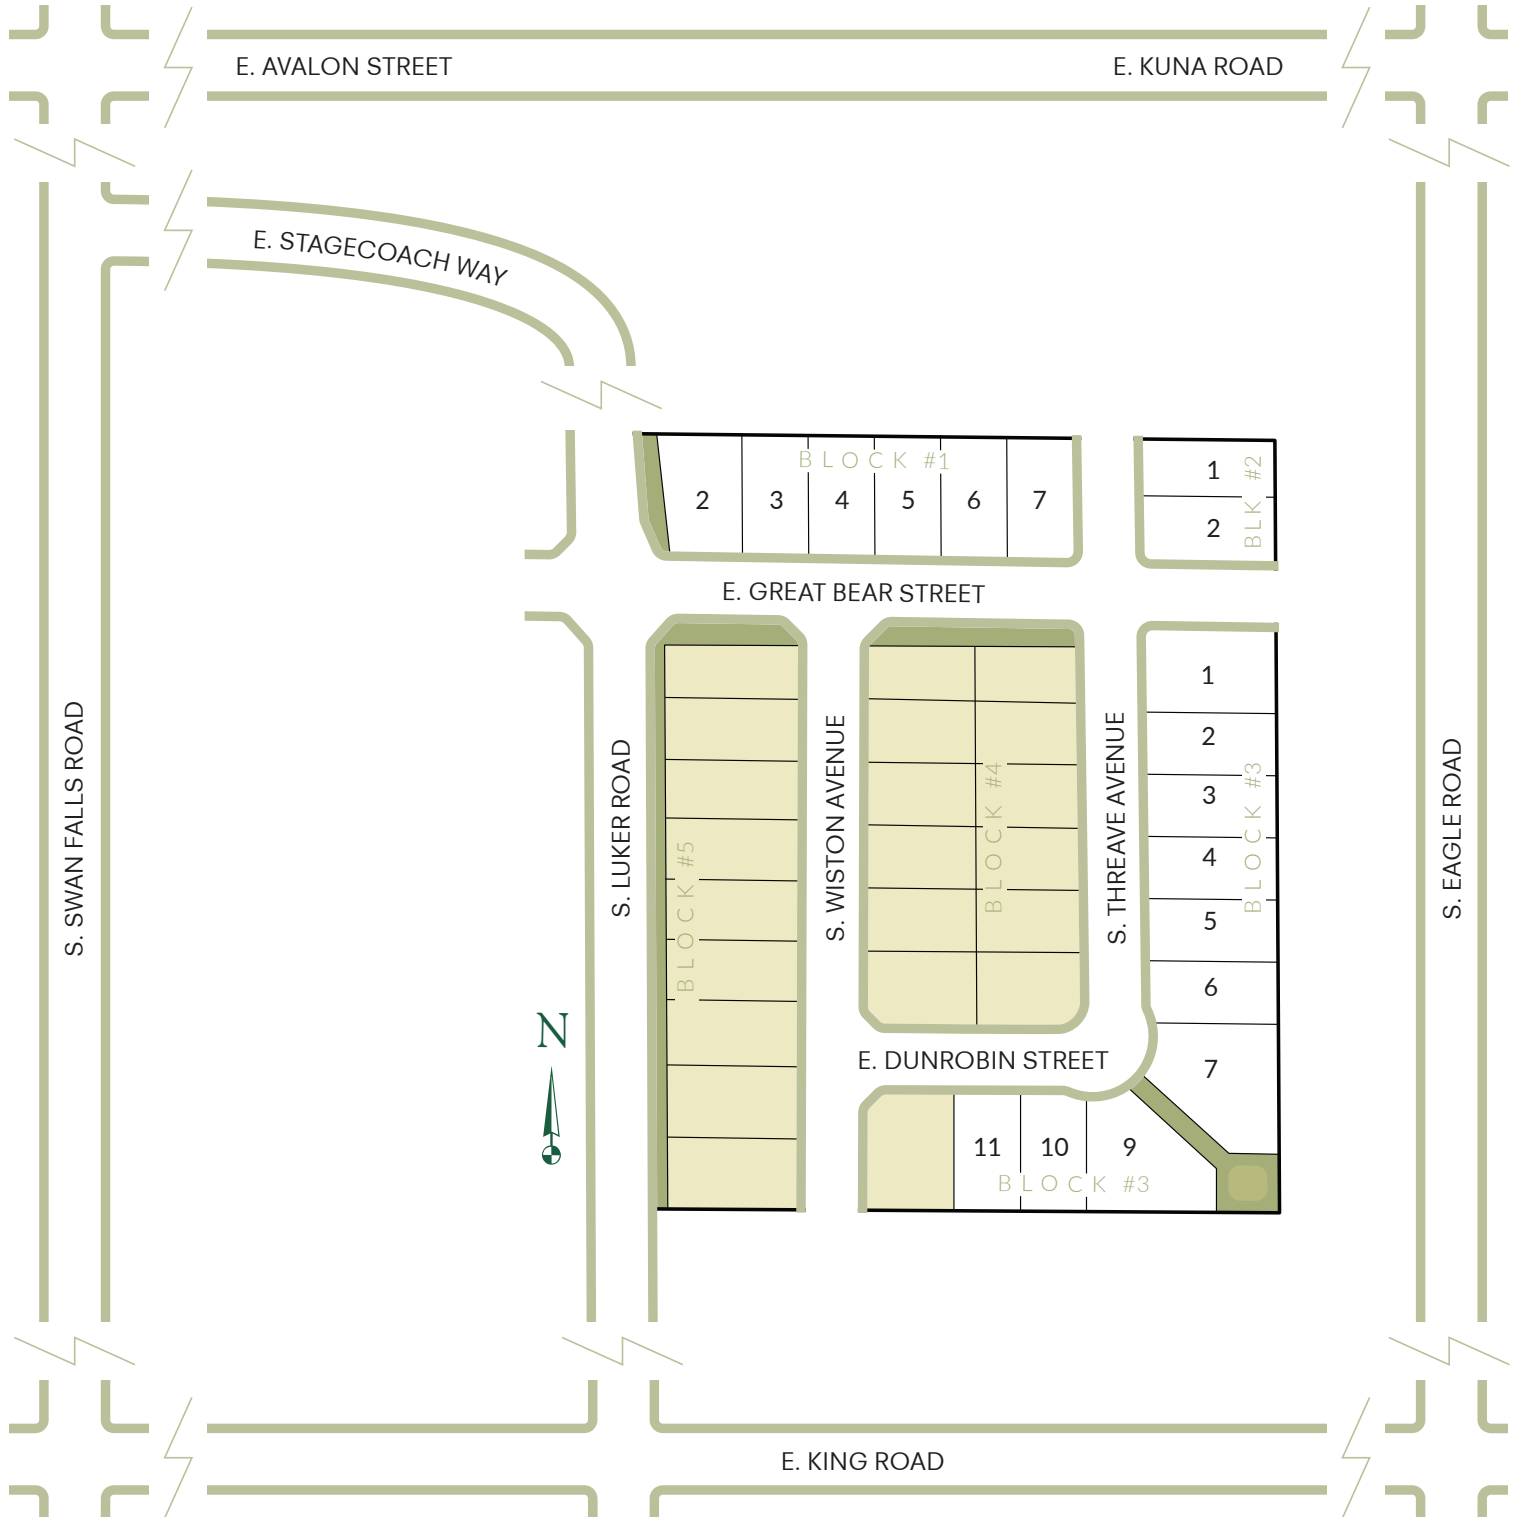 E. AVALON STREET
E. KUNA ROAD
E. STAGECOACH WAY
BLOCK #1
2 3 4 5 6 7
1
2
BLK #2
E. GREAT BEAR STREET
S. SWAN FALLS ROAD
S. LUKER ROAD
BLOCK #5
S. WISTON AVENUE
BLOCK #4
S. THREAVE AVENUE
1
2
3
4
5
6
7
BLOCK #3
S. EAGLE ROAD
N
E. DUNROBIN STREET
11 10 9
BLOCK #3
E. KING ROAD